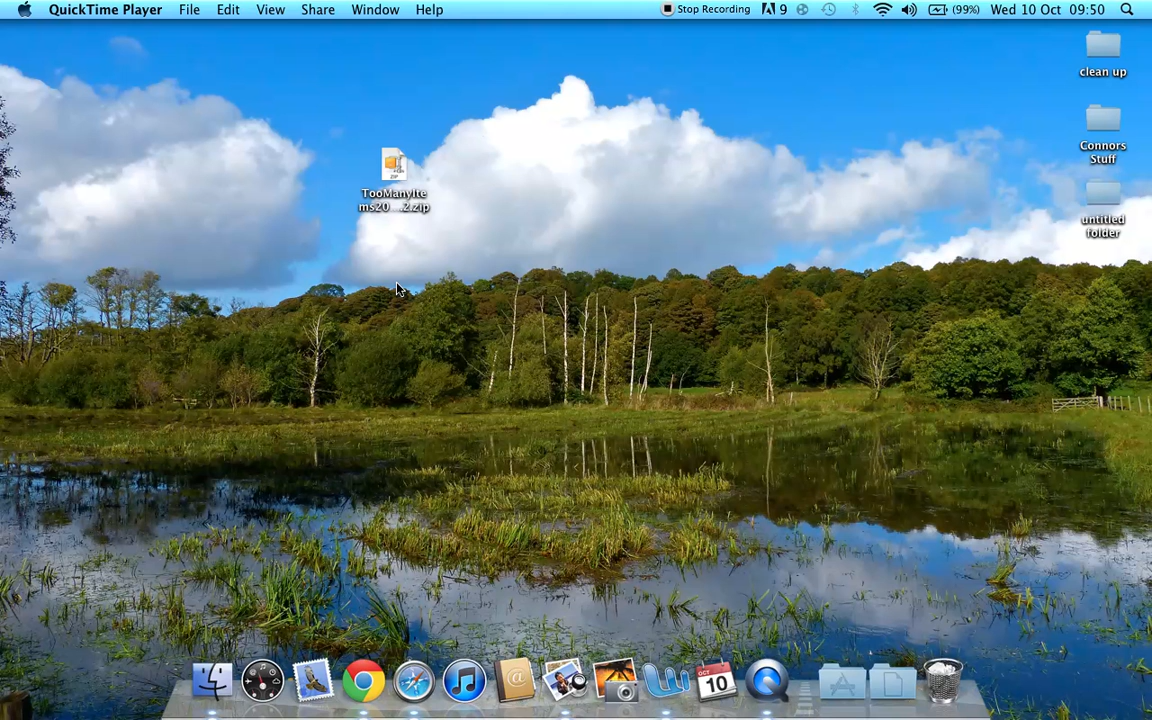 QuickTime Player File Edit View Share Window Help Stop Recording 9 (99%) Wed 10 Oct 09:50
clean up
Connors
Stuff
untitled
folder
ZIP
TooManyIte
ms20....2.zip
@
OCT
10